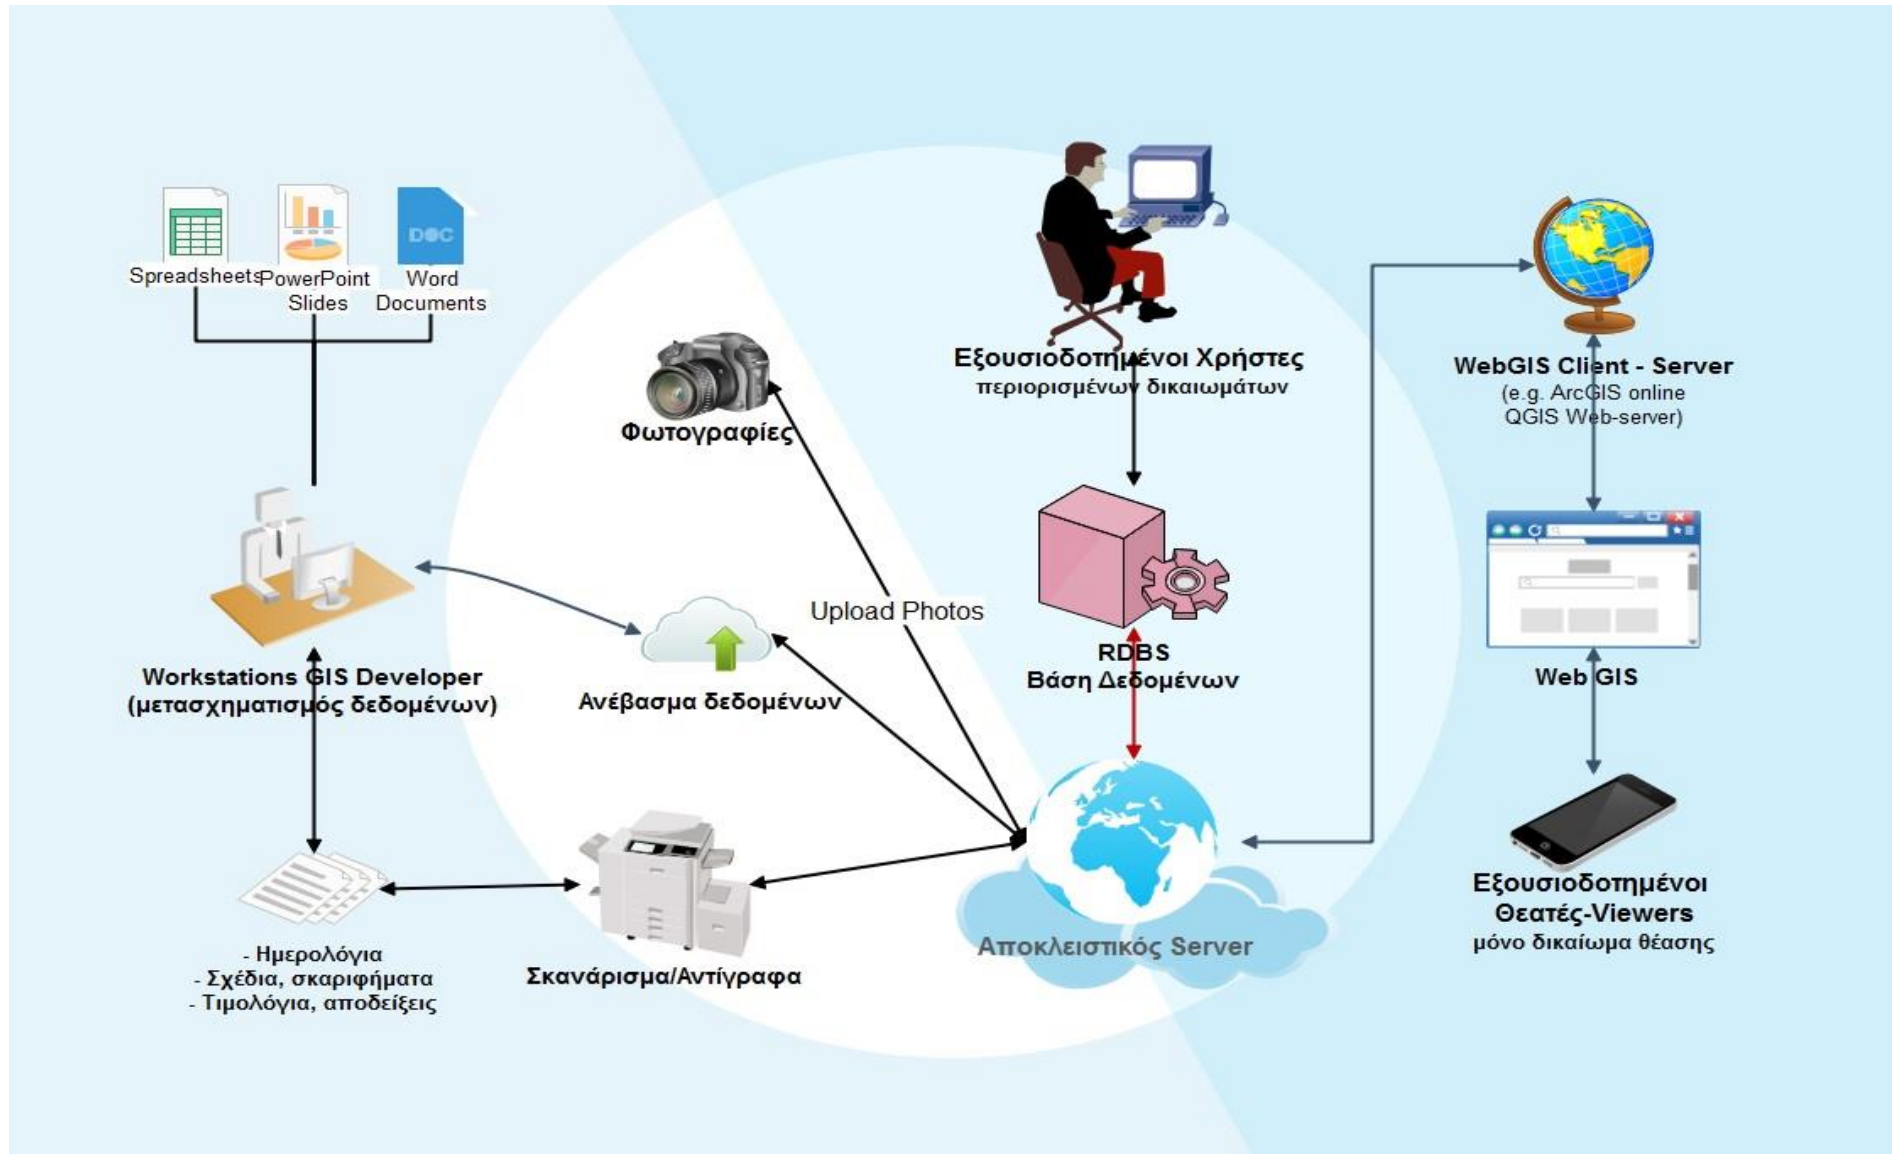 DOC
Spreadsheets
PowerPoint
Slides
Word
Documents
Φωτογραφίες
Εξουσιοδοτημένοι Χρήστες
περιορισμένων δικαιωμάτων
WebGIS Client - Server
(e.g. ArcGIS online
QGIS Web-server)
Upload Photos
Workstations GIS Developer
(μετασχηματισμός δεδομένων)
Ανέβασμα δεδομένων
RDBS
Βάση Δεδομένων
Web GIS
- Ημερολόγια
- Σχέδια, σκαριφήματα
- Τιμολόγια, αποδείξεις
Σκανάρισμα/Αντίγραφα
Αποκλειστικός Server
Εξουσιοδοτημένοι
Θεατές-Viewers
μόνο δικαίωμα θέασης